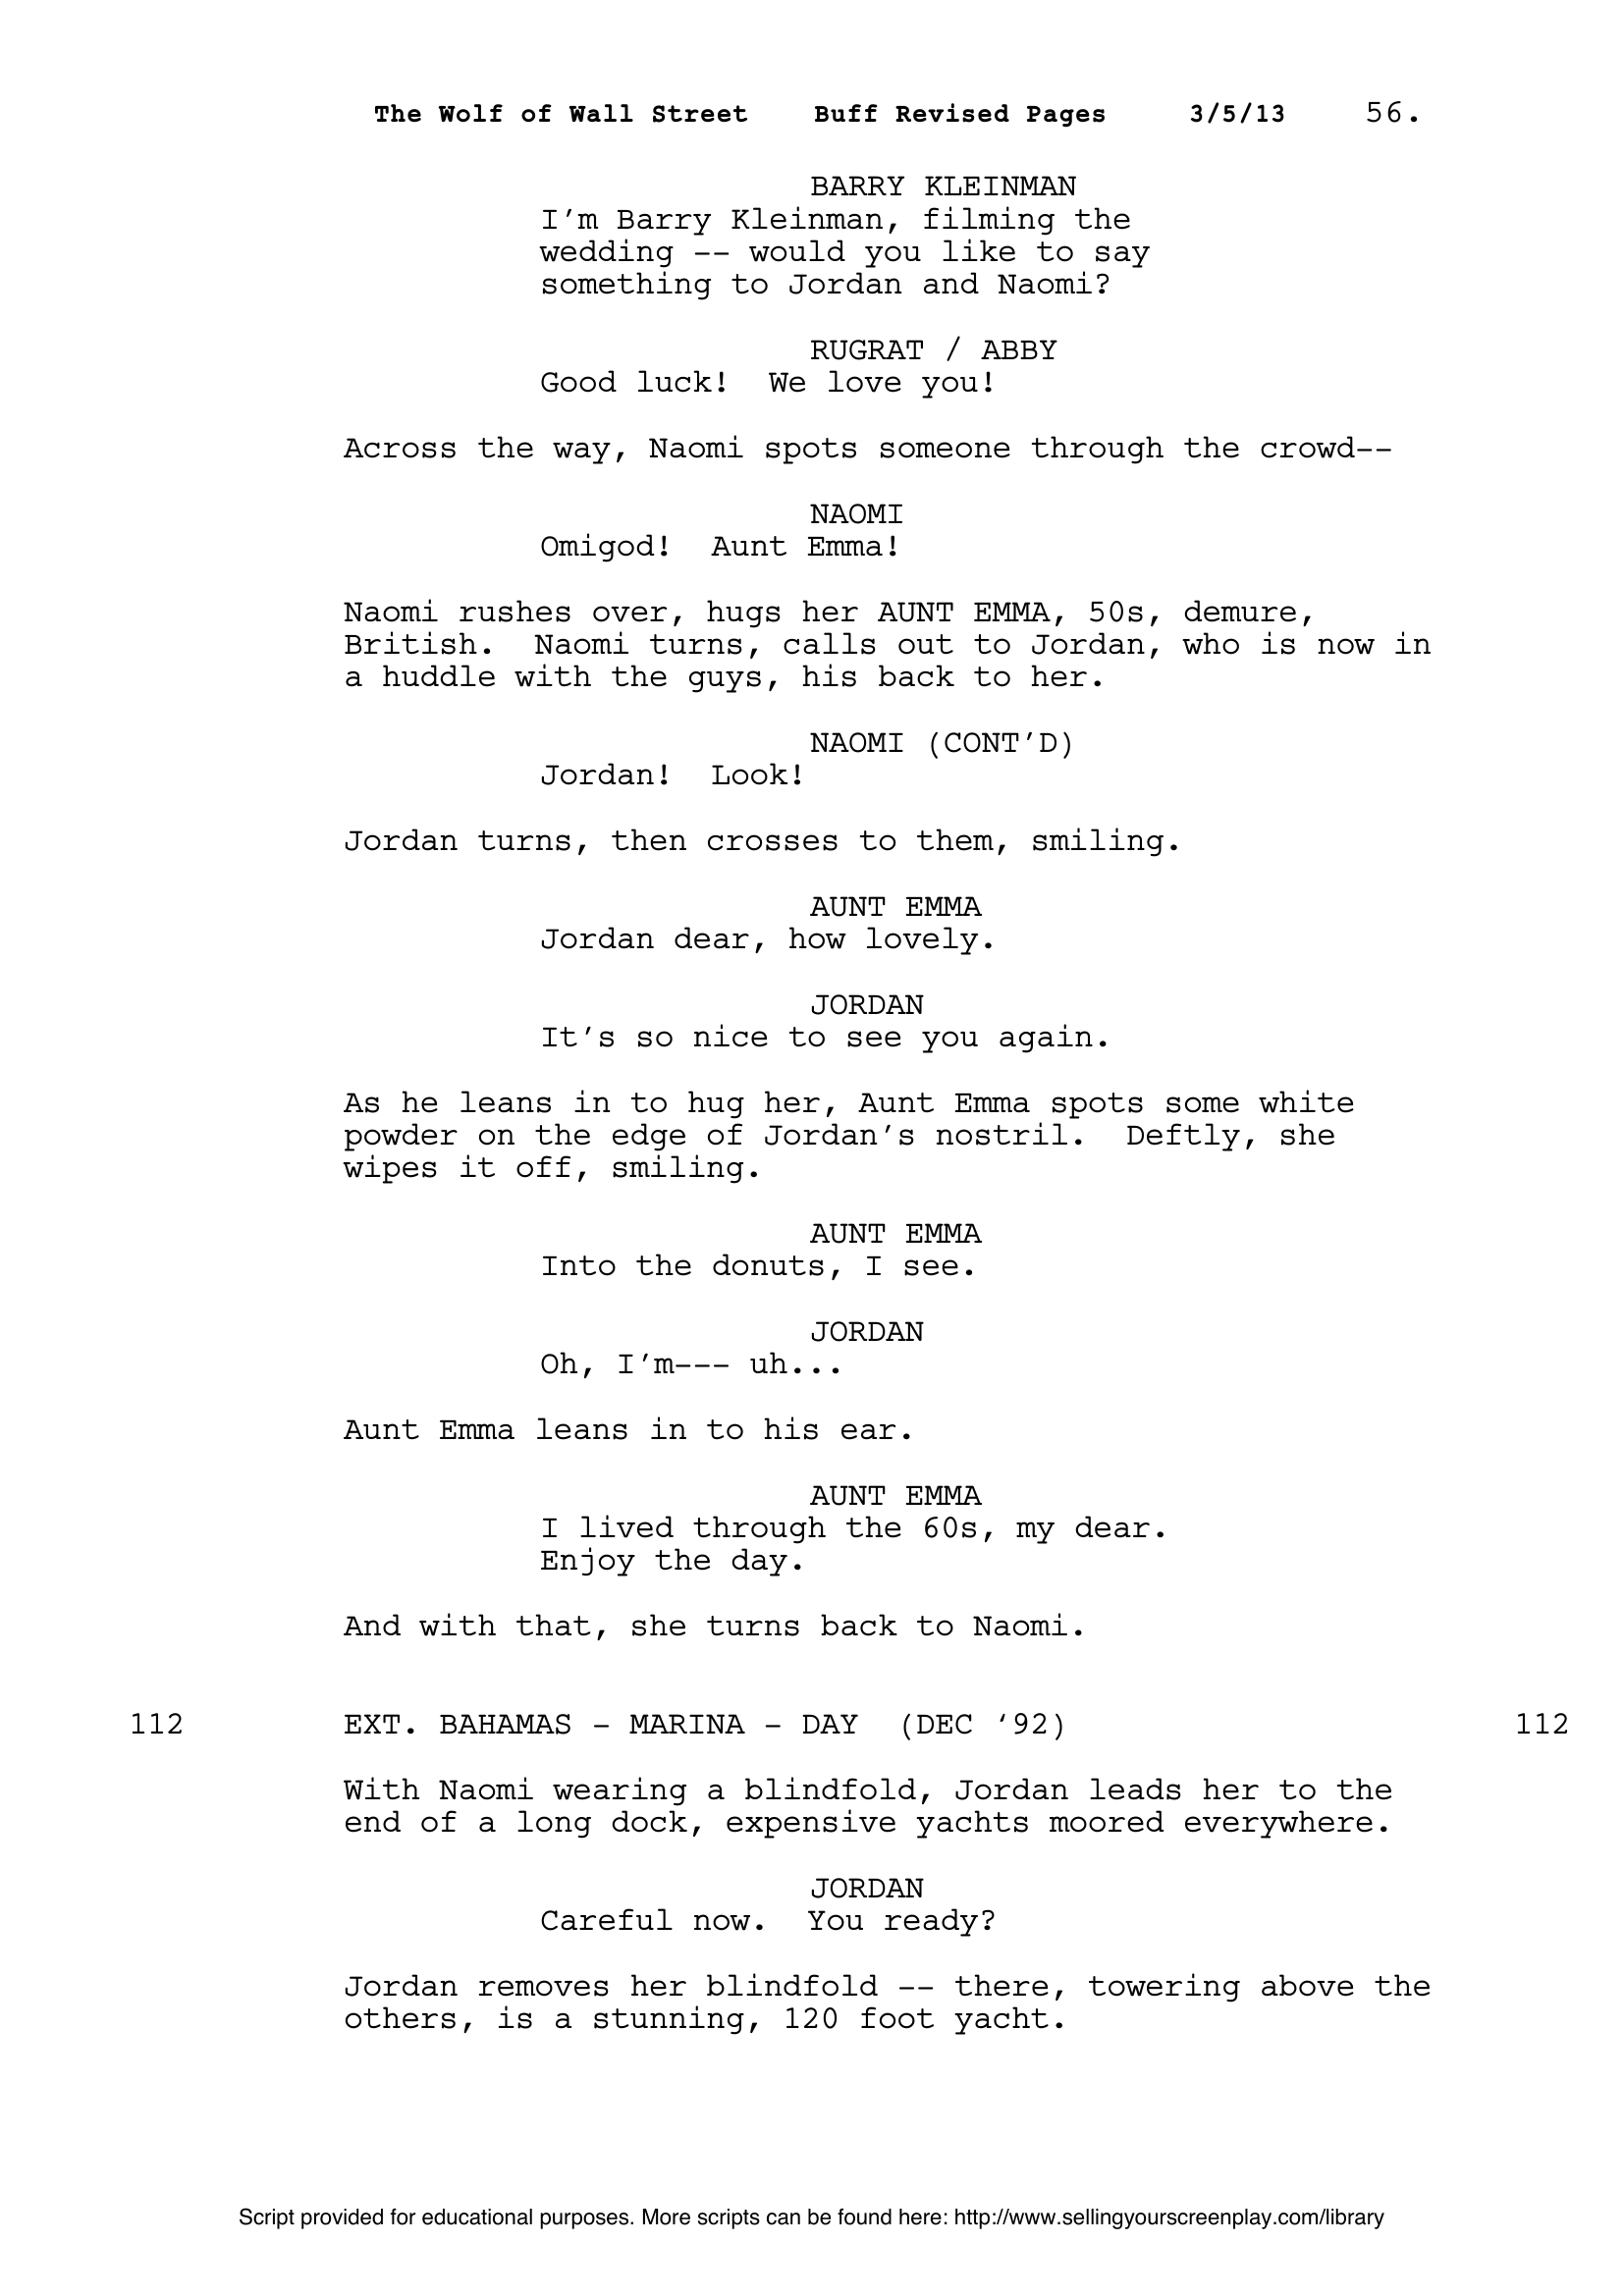 The Wolf of Wall Street    Buff Revised Pages    3/5/13    56.
BARRY KLEINMAN
I'm Barry Kleinman, filming the
wedding -- would you like to say
something to Jordan and Naomi?
RUGRAT / ABBY
Good luck!  We love you!
Across the way, Naomi spots someone through the crowd--
NAOMI
Omigod!  Aunt Emma!
Naomi rushes over, hugs her AUNT EMMA, 50s, demure,
British.  Naomi turns, calls out to Jordan, who is now in
a huddle with the guys, his back to her.
NAOMI (CONT'D)
Jordan!  Look!
Jordan turns, then crosses to them, smiling.
AUNT EMMA
Jordan dear, how lovely.
JORDAN
It's so nice to see you again.
As he leans in to hug her, Aunt Emma spots some white
powder on the edge of Jordan's nostril.  Deftly, she
wipes it off, smiling.
AUNT EMMA
Into the donuts, I see.
JORDAN
Oh, I'm--- uh...
Aunt Emma leans in to his ear.
AUNT EMMA
I lived through the 60s, my dear.
Enjoy the day.
And with that, she turns back to Naomi.
112    EXT. BAHAMAS - MARINA - DAY  (DEC '92)    112
With Naomi wearing a blindfold, Jordan leads her to the
end of a long dock, expensive yachts moored everywhere.
JORDAN
Careful now.  You ready?
Jordan removes her blindfold -- there, towering above the
others, is a stunning, 120 foot yacht.
Script provided for educational purposes. More scripts can be found here: http://www.sellingyourscreenplay.com/library